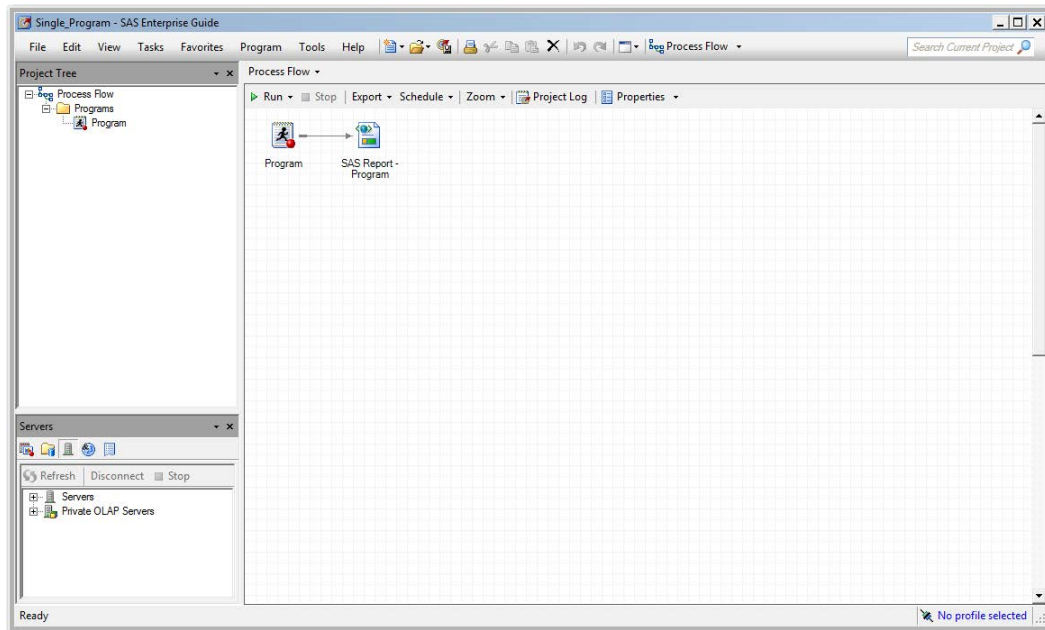 Single_Program - SAS Enterprise Guide
File Edit View Tasks Favorites Program Tools Help Process Flow Search Current Project
Project Tree
Process Flow
Programs
Program
Process Flow
Run Stop Export Schedule Zoom Project Log Properties
Program
SAS Report -
Program
Servers
Refresh Disconnect Stop
Servers
Private OLAP Servers
Ready
No profile selected